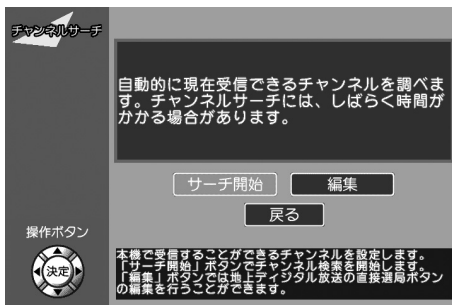 チャンネルサーチ
自動的に現在受信できるチャンネルを調べま
す。チャンネルサーチには、しばらく時間が
かかる場合があります。
サーチ開始 編集
戻る
操作ボタン
決定
本機で受信することができるチャンネルを設定します。
「サーチ開始」ボタンでチャンネル検索を開始します。
「編集」ボタンでは地上ディジタル放送の直接選局ボタン
の編集を行うことができます。